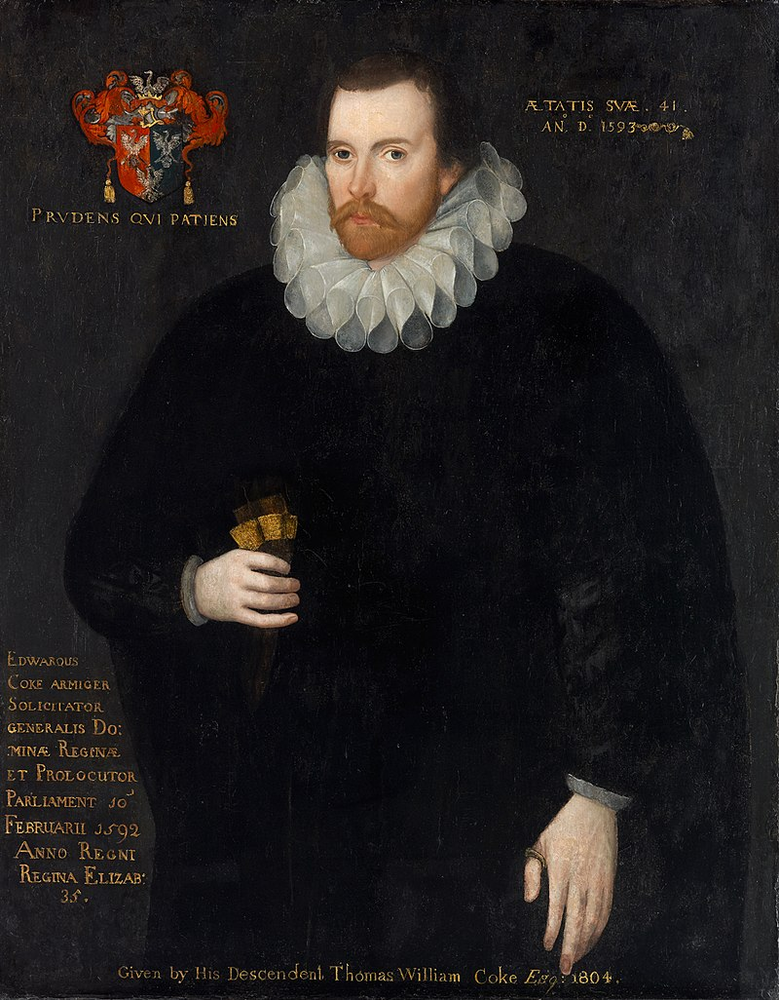 PRVDENS QVI PATIENS
ÆTATIS SVÆ. 41.
AN. D. 1593
EDWARDUS
COKE ARMIGER
SOLICITATOR
GENERALIS DO:
:MINÆ REGINÆ
ET PROLOCUTOR
PARLIAMENT 10
FEBRUARII 1592
ANNO REGNI
REGINA ELIZAB:
35.
Given by His Descendent Thomas William Coke Esq: 1804.